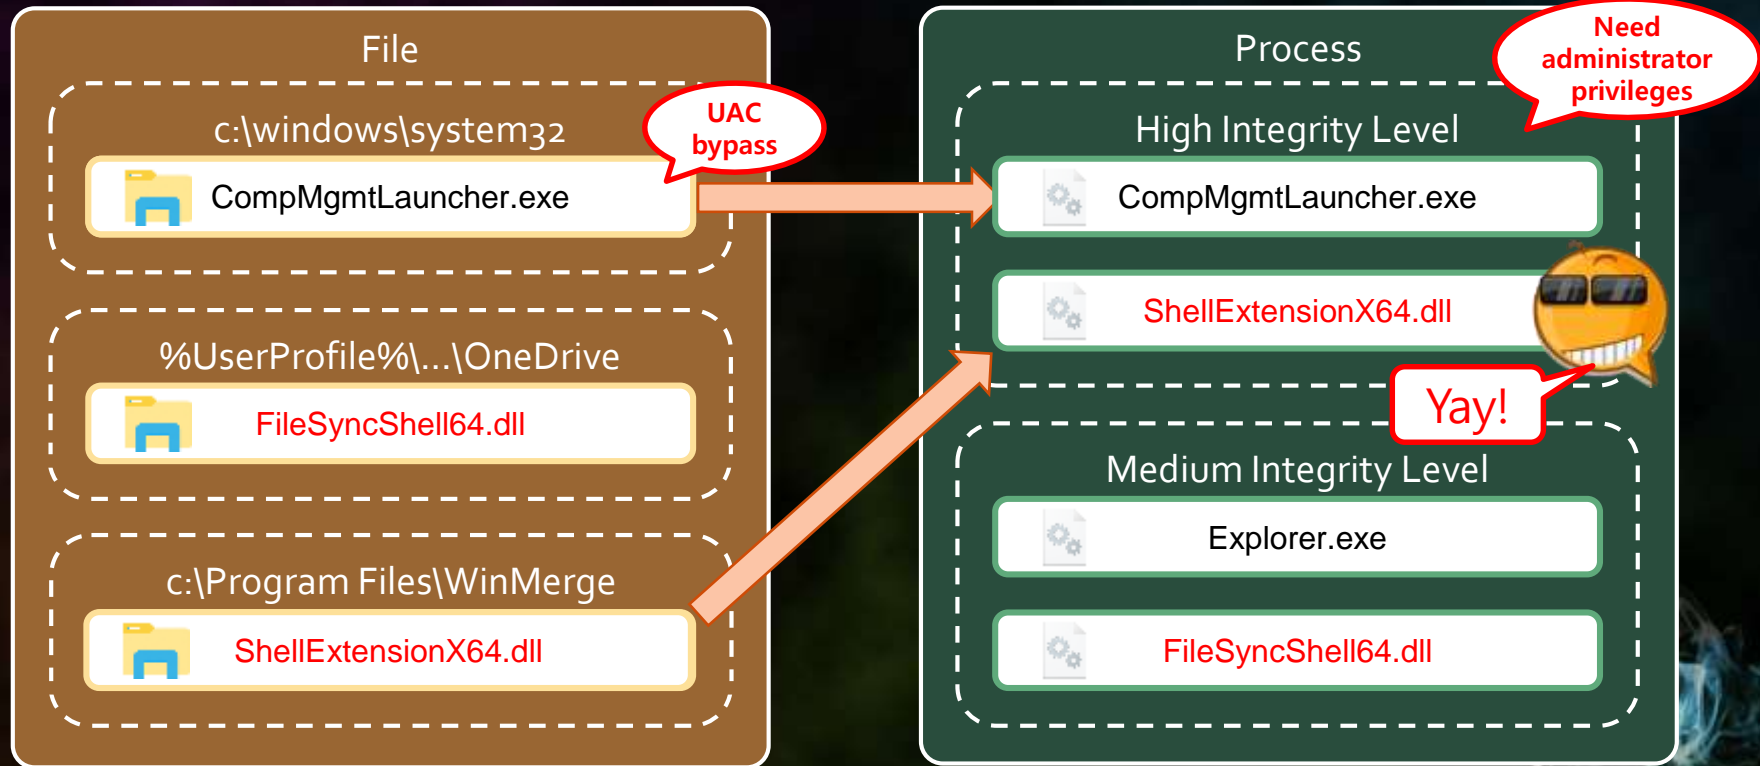 File
c:\windows\system32
UAC
bypass
CompMgmtLauncher.exe
%UserProfile%\...\OneDrive
FileSyncShell64.dll
c:\Program Files\WinMerge
ShellExtensionX64.dll
Process
Need
administrator
privileges
High Integrity Level
CompMgmtLauncher.exe
ShellExtensionX64.dll
Yay!
Medium Integrity Level
Explorer.exe
FileSyncShell64.dll